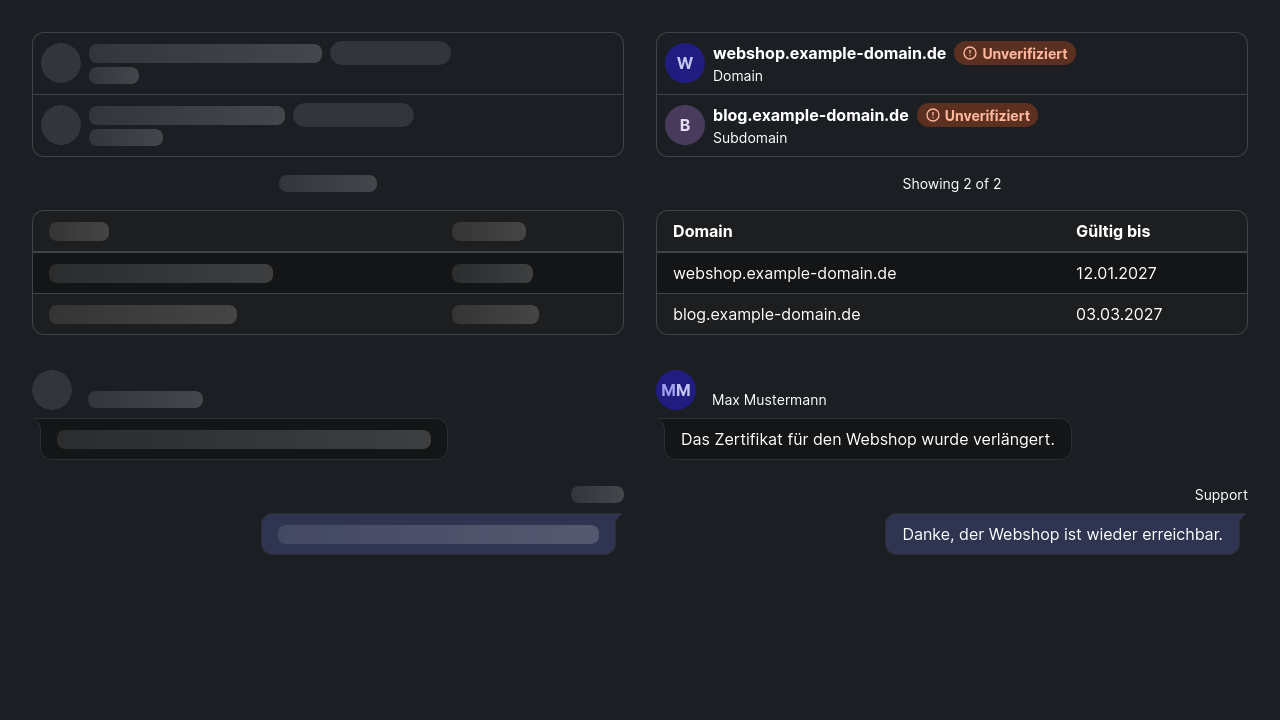 W
webshop.example-domain.de Unverifiziert
Domain
B
blog.example-domain.de Unverifiziert
Subdomain
Showing 2 of 2
Domain Gültig bis
webshop.example-domain.de 12.01.2027
blog.example-domain.de 03.03.2027
MM
Max Mustermann
Das Zertifikat für den Webshop wurde verlängert.
Support
Danke, der Webshop ist wieder erreichbar.